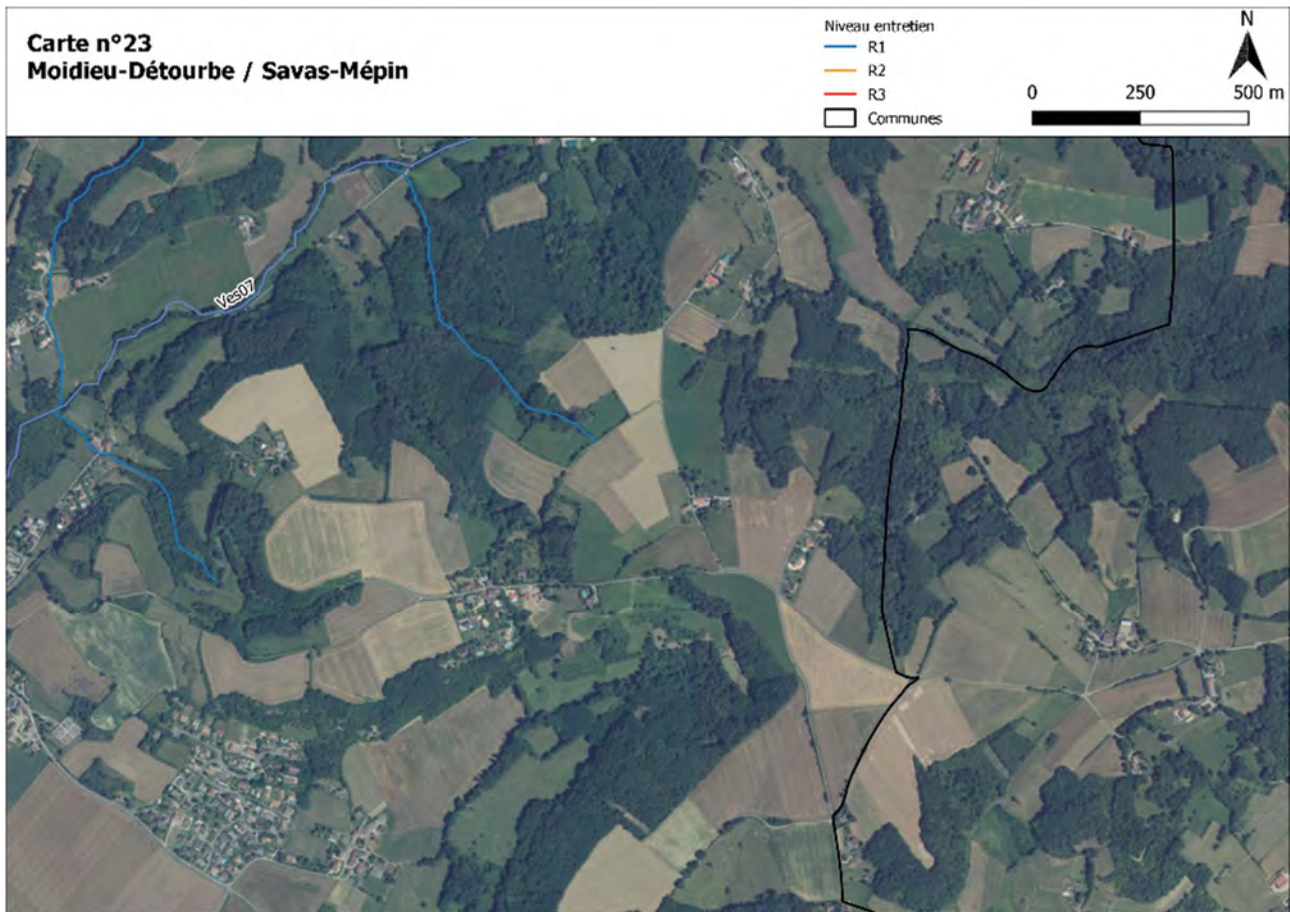 Carte n°23
Moidieu-Détourbe / Savas-Mépin
Niveau entretien
R1
R2
R3
Communes
N
0 250 500 m
Ves07